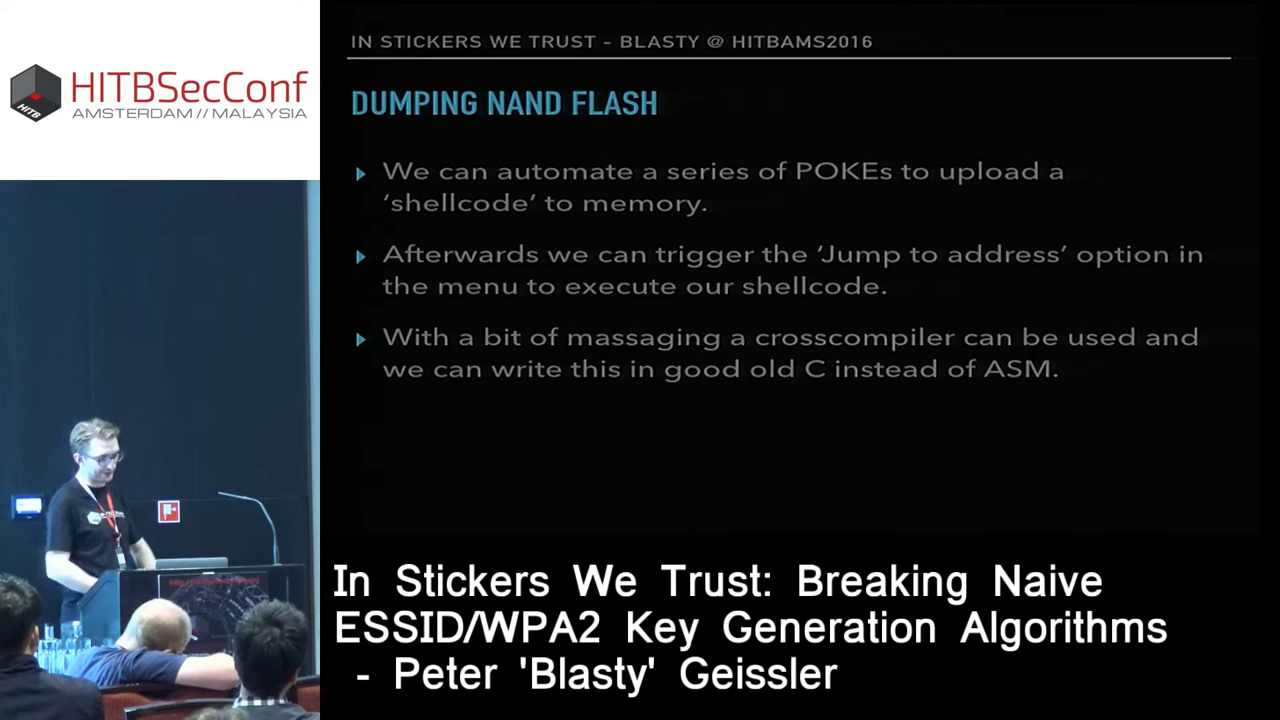 HITBSecConf
AMSTERDAM // MALAYSIA
HITB
IN STICKERS WE TRUST - BLASTY @ HITBAMS2016
DUMPING NAND FLASH
We can automate a series of POKEs to upload a
‘shellcode’ to memory.
Afterwards we can trigger the ‘Jump to address’ option in
the menu to execute our shellcode.
With a bit of massaging a crosscompiler can be used and
we can write this in good old C instead of ASM.
In Stickers We Trust: Breaking Naive
ESSID/WPA2 Key Generation Algorithms
- Peter 'Blasty' Geissler